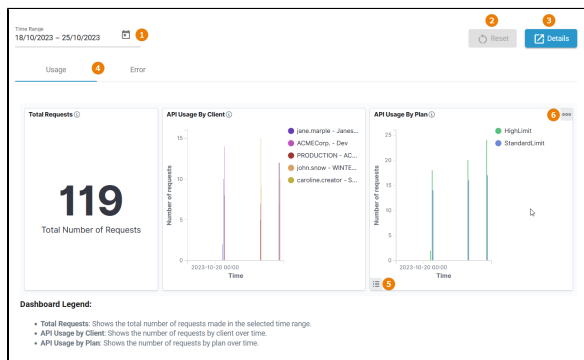 Time Range
18/10/2023 – 25/10/2023
1
2
3
Reset
Details
Usage
4
Error
Total Requests
119
Total Number of Requests
API Usage By Client
15
10
5
0
Number of requests
2023-10-20 00:00
Time
jane.marple - Janes...
ACMECorp. - Dev
PRODUCTION - AC...
john.snow - WINTE...
caroline.creator - S...
API Usage By Plan
6
25
20
15
10
5
0
Number of requests
2023-10-20 00:00
Time
HighLimit
StandardLimit
5
Dashboard Legend:
• Total Requests: Shows the total number of requests made in the selected time range.
• API Usage by Client: Shows the number of requests by client over time.
• API Usage by Plan: Shows the number of requests by plan over time.